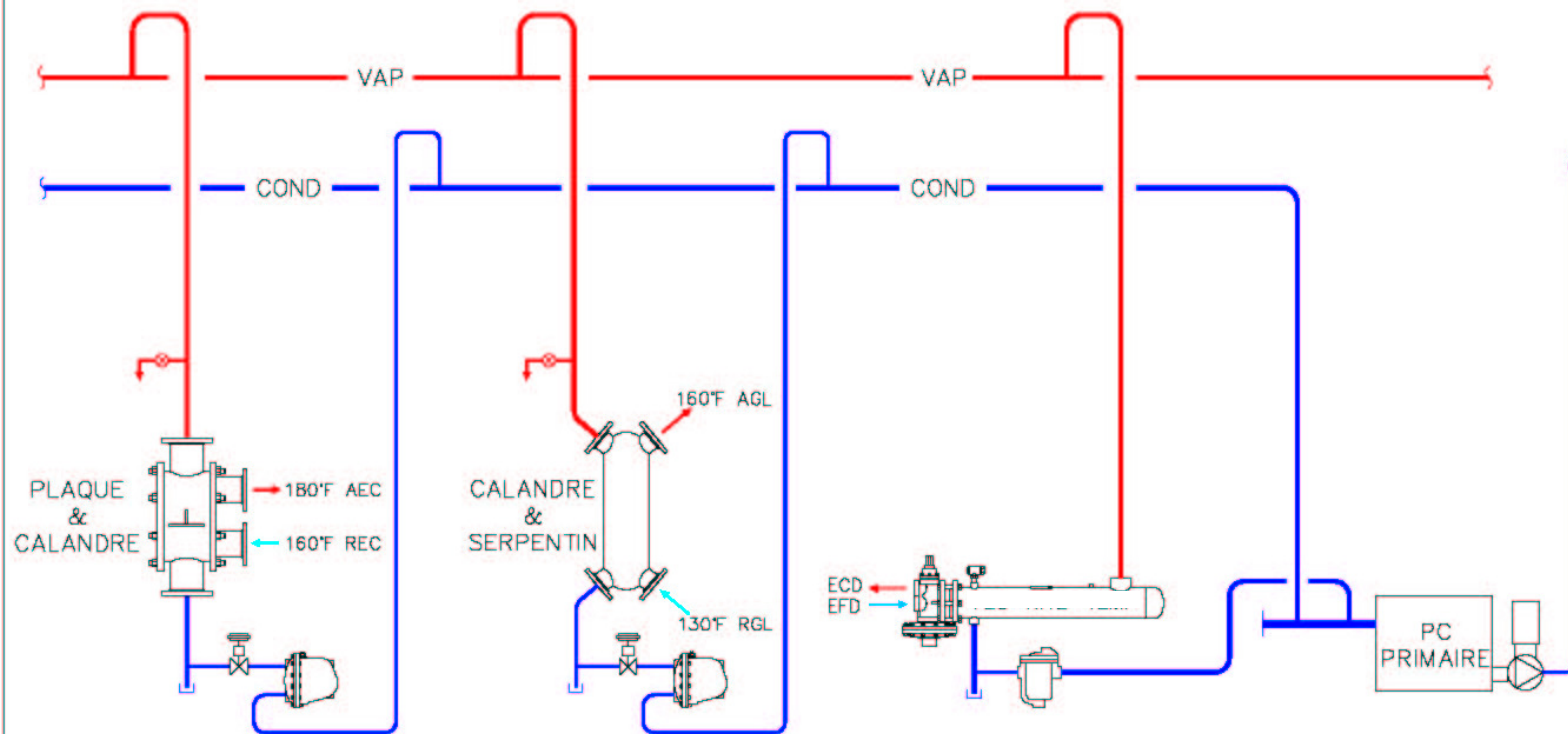 VAP
VAP
COND
COND
160°F AGL
PLAQUE
&
CALANDRE
180°F AEC
160°F REC
CALANDRE
&
SERPENTIN
130°F RGL
ECD
EFD
PC
PRIMAIRE